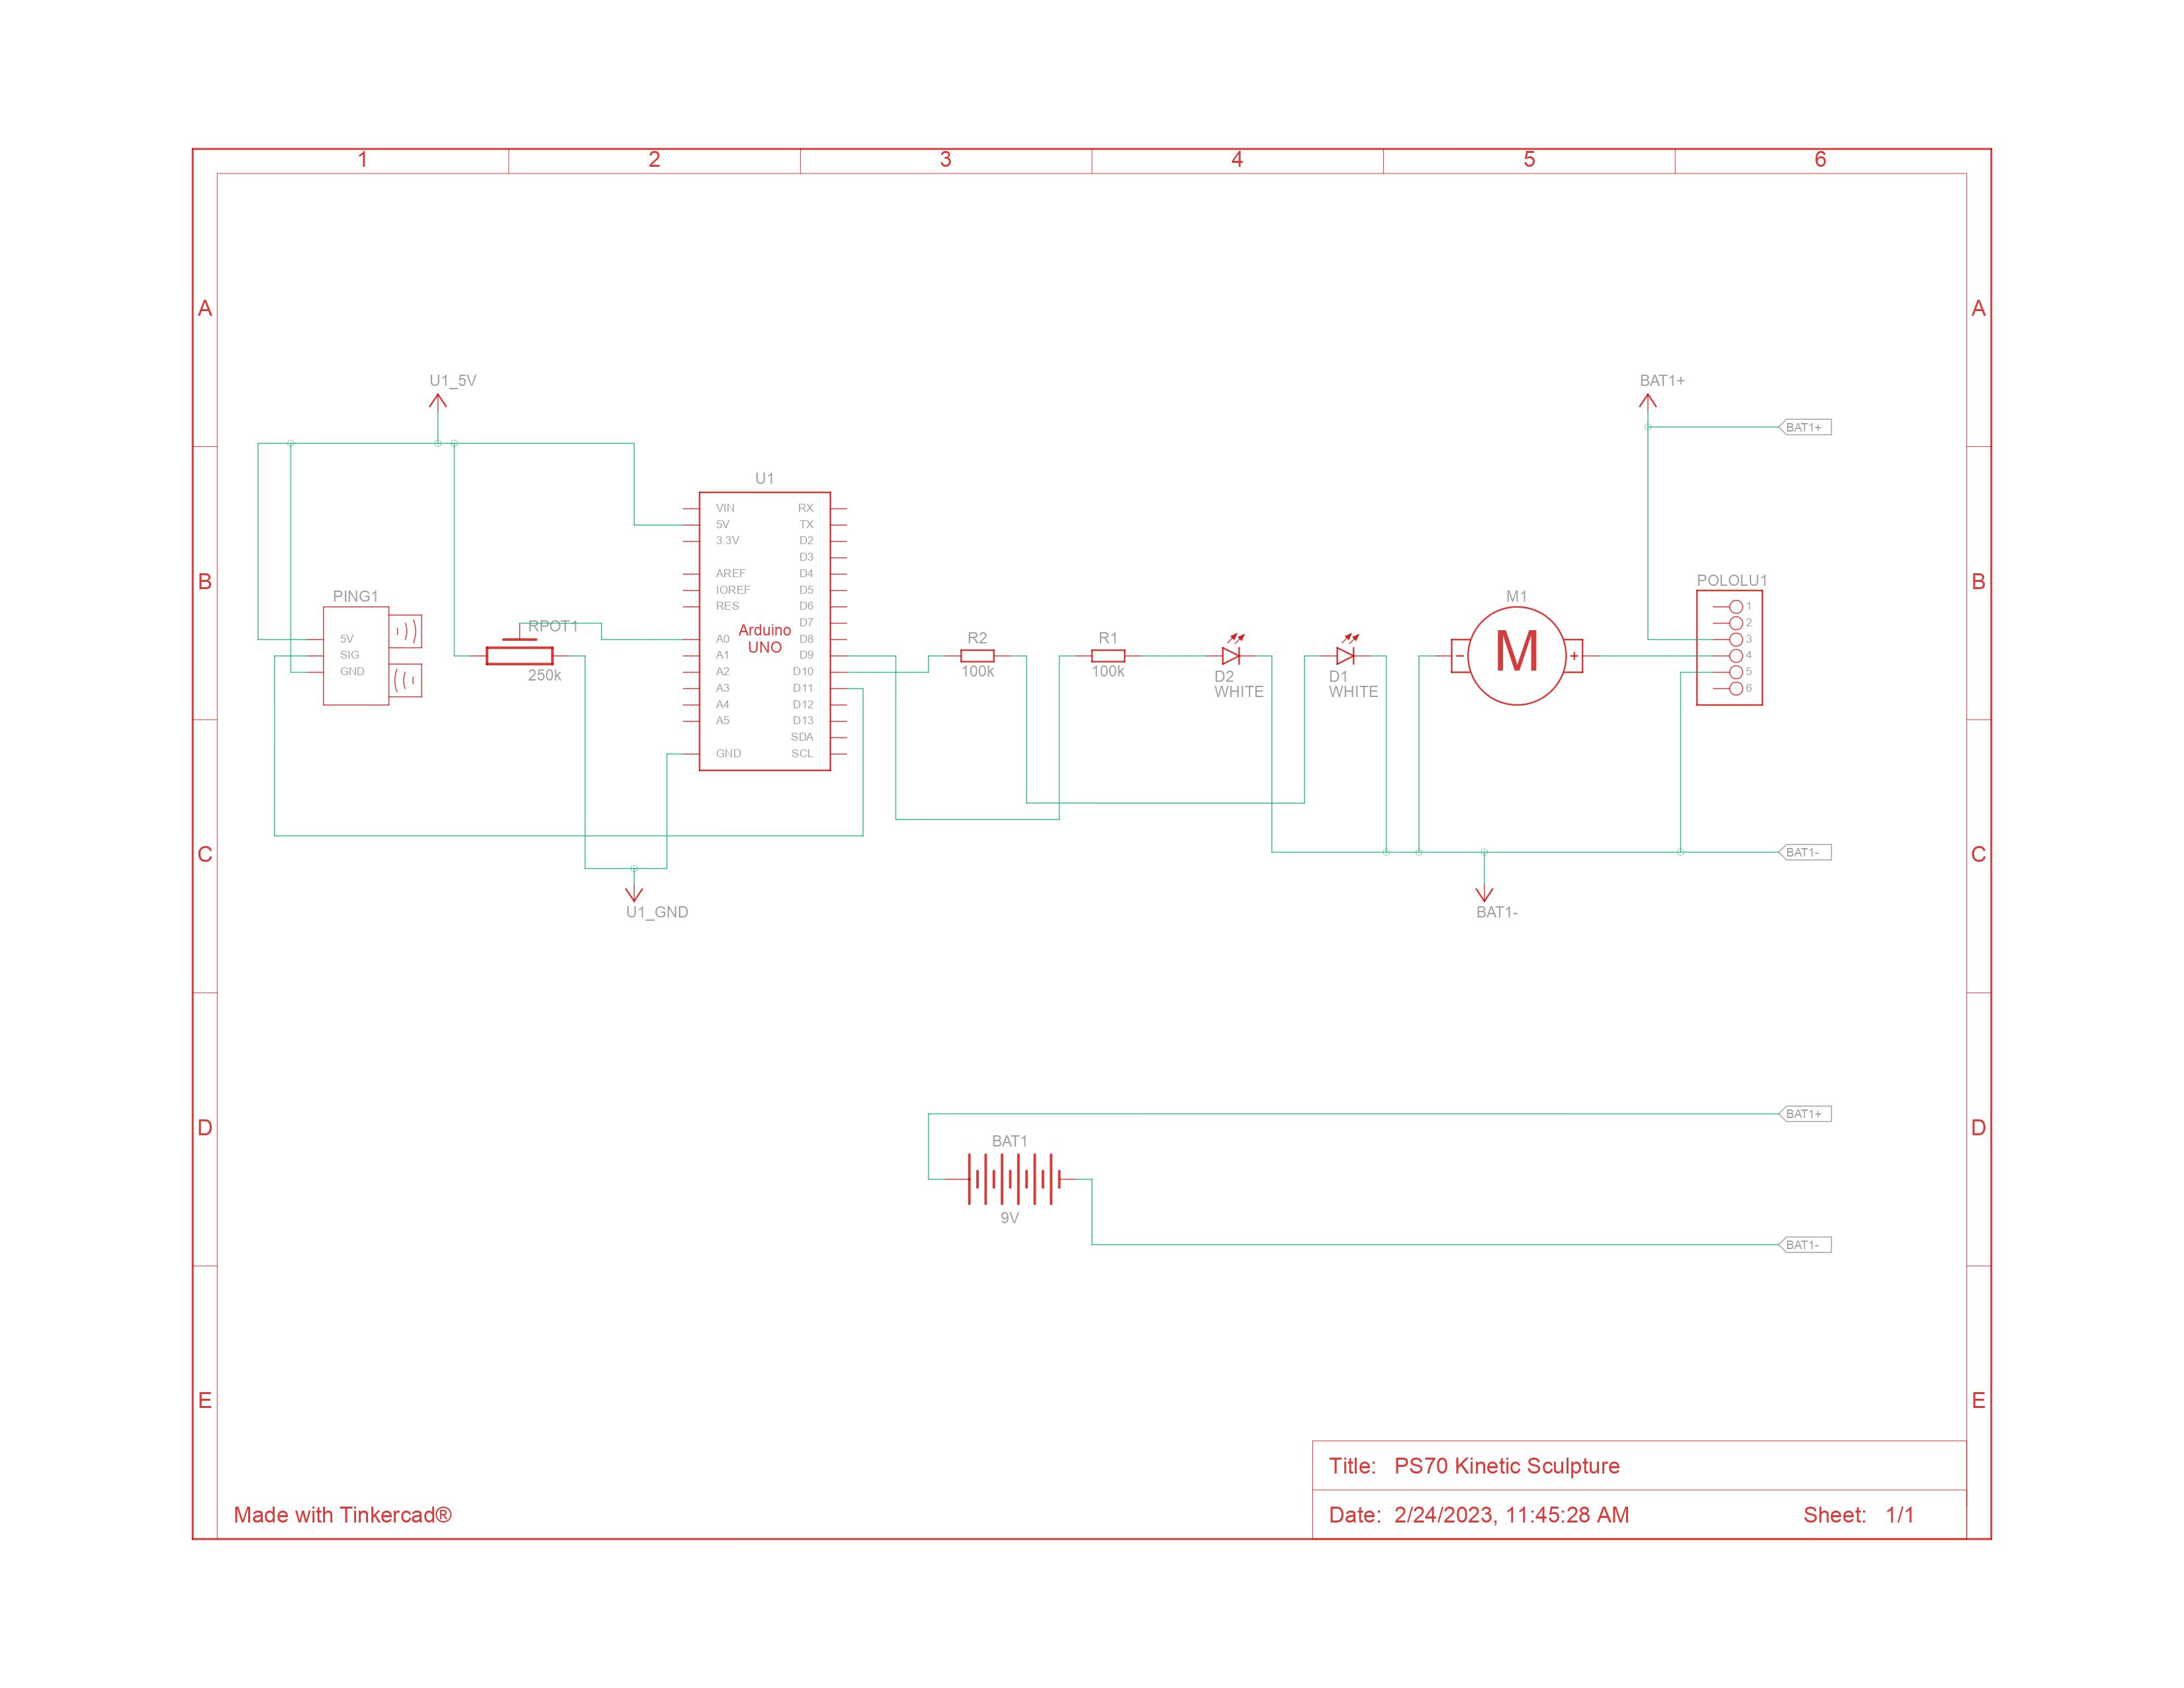 1 2 3 4 5 6
A A
U1_5V BAT1+
BAT1+
B B
U1
VIN RX
5V TX
3.3V D2
D3
AREF D4
IOREF D5
RES D6
D7
A0 D8
A1 D9
A2 D10
A3 D11
A4 D12
A5 D13
SDA
GND SCL
Arduino
UNO
PING1
5V
SIG
GND
RPOT1
250k
R2
100k
R1
100k
D2
WHITE
D1
WHITE
M1
- M +
POLOLU1
1
2
3
4
5
6
C C
BAT1-
U1_GND BAT1-
D D
BAT1+
BAT1
9V
BAT1-
E E
Title: PS70 Kinetic Sculpture
Made with Tinkercad®
Date: 2/24/2023, 11:45:28 AM Sheet: 1/1